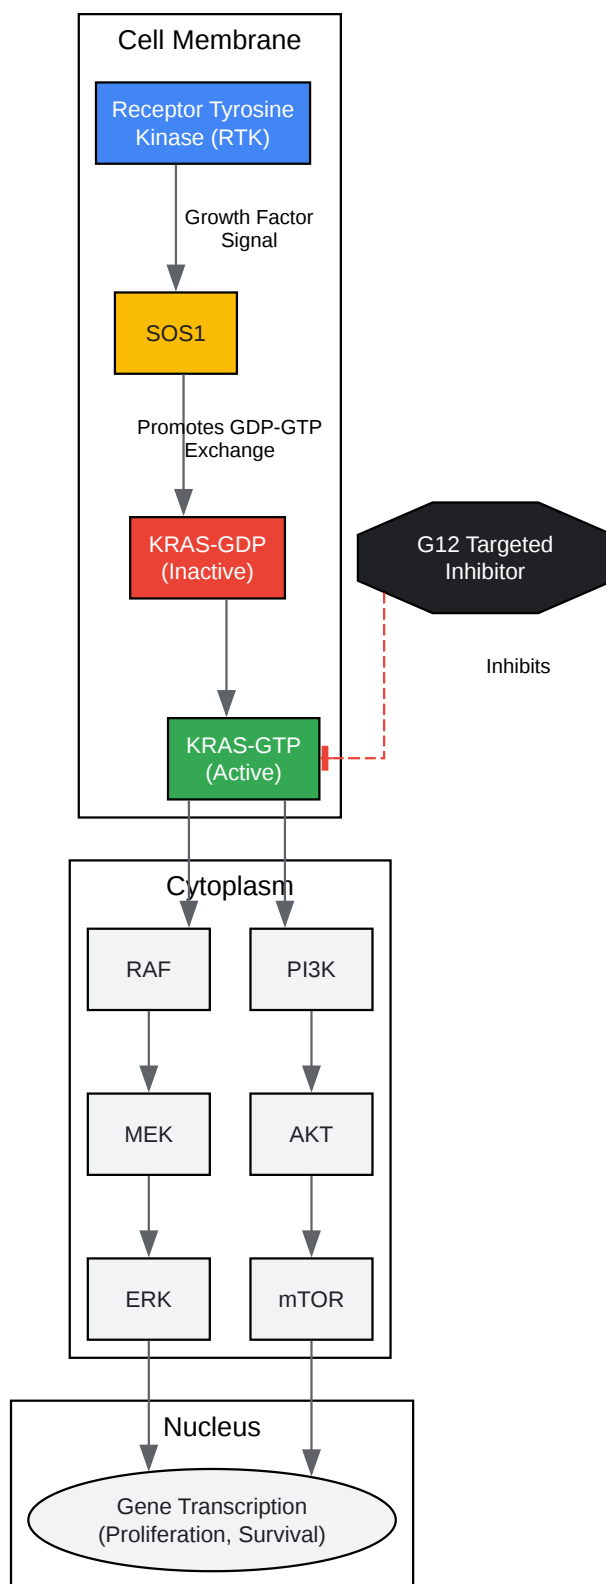 Cell Membrane
Receptor Tyrosine
Kinase (RTK)
Growth Factor
Signal
SOS1
Promotes GDP-GTP
Exchange
KRAS-GDP
(Inactive)
G12 Targeted
Inhibitor
Inhibits
KRAS-GTP
(Active)
Cytoplasm
RAF
PI3K
MEK
AKT
ERK
mTOR
Nucleus
Gene Transcription
(Proliferation, Survival)